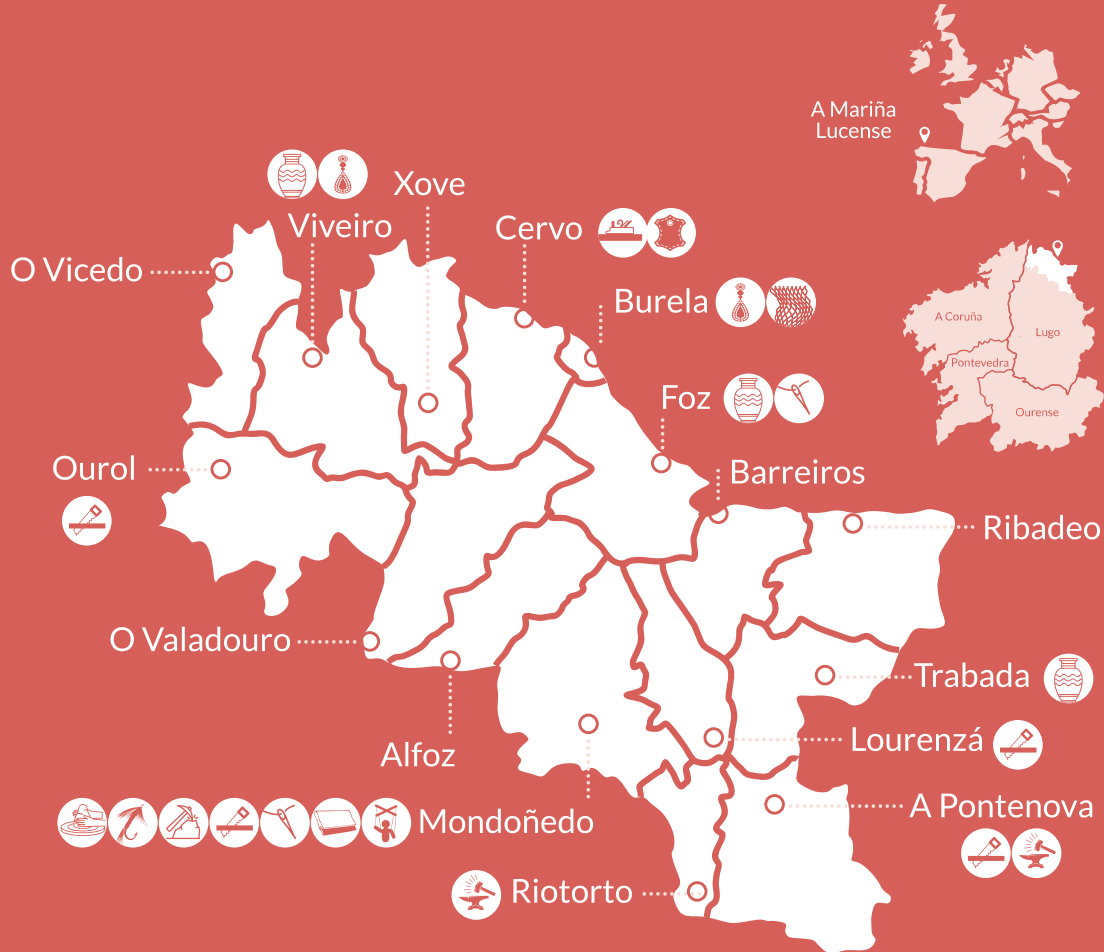 A Mariña
Lucense
Xove
Viveiro
Cervo
O Vicedo
Burela
A Coruña
Lugo
Pontevedra
Foz
Ourense
Ourol
Barreiros
Ribadeo
O Valadouro
Trabada
Lourenzá
Alfoz
A Pontenova
Mondoñedo
Riotorto